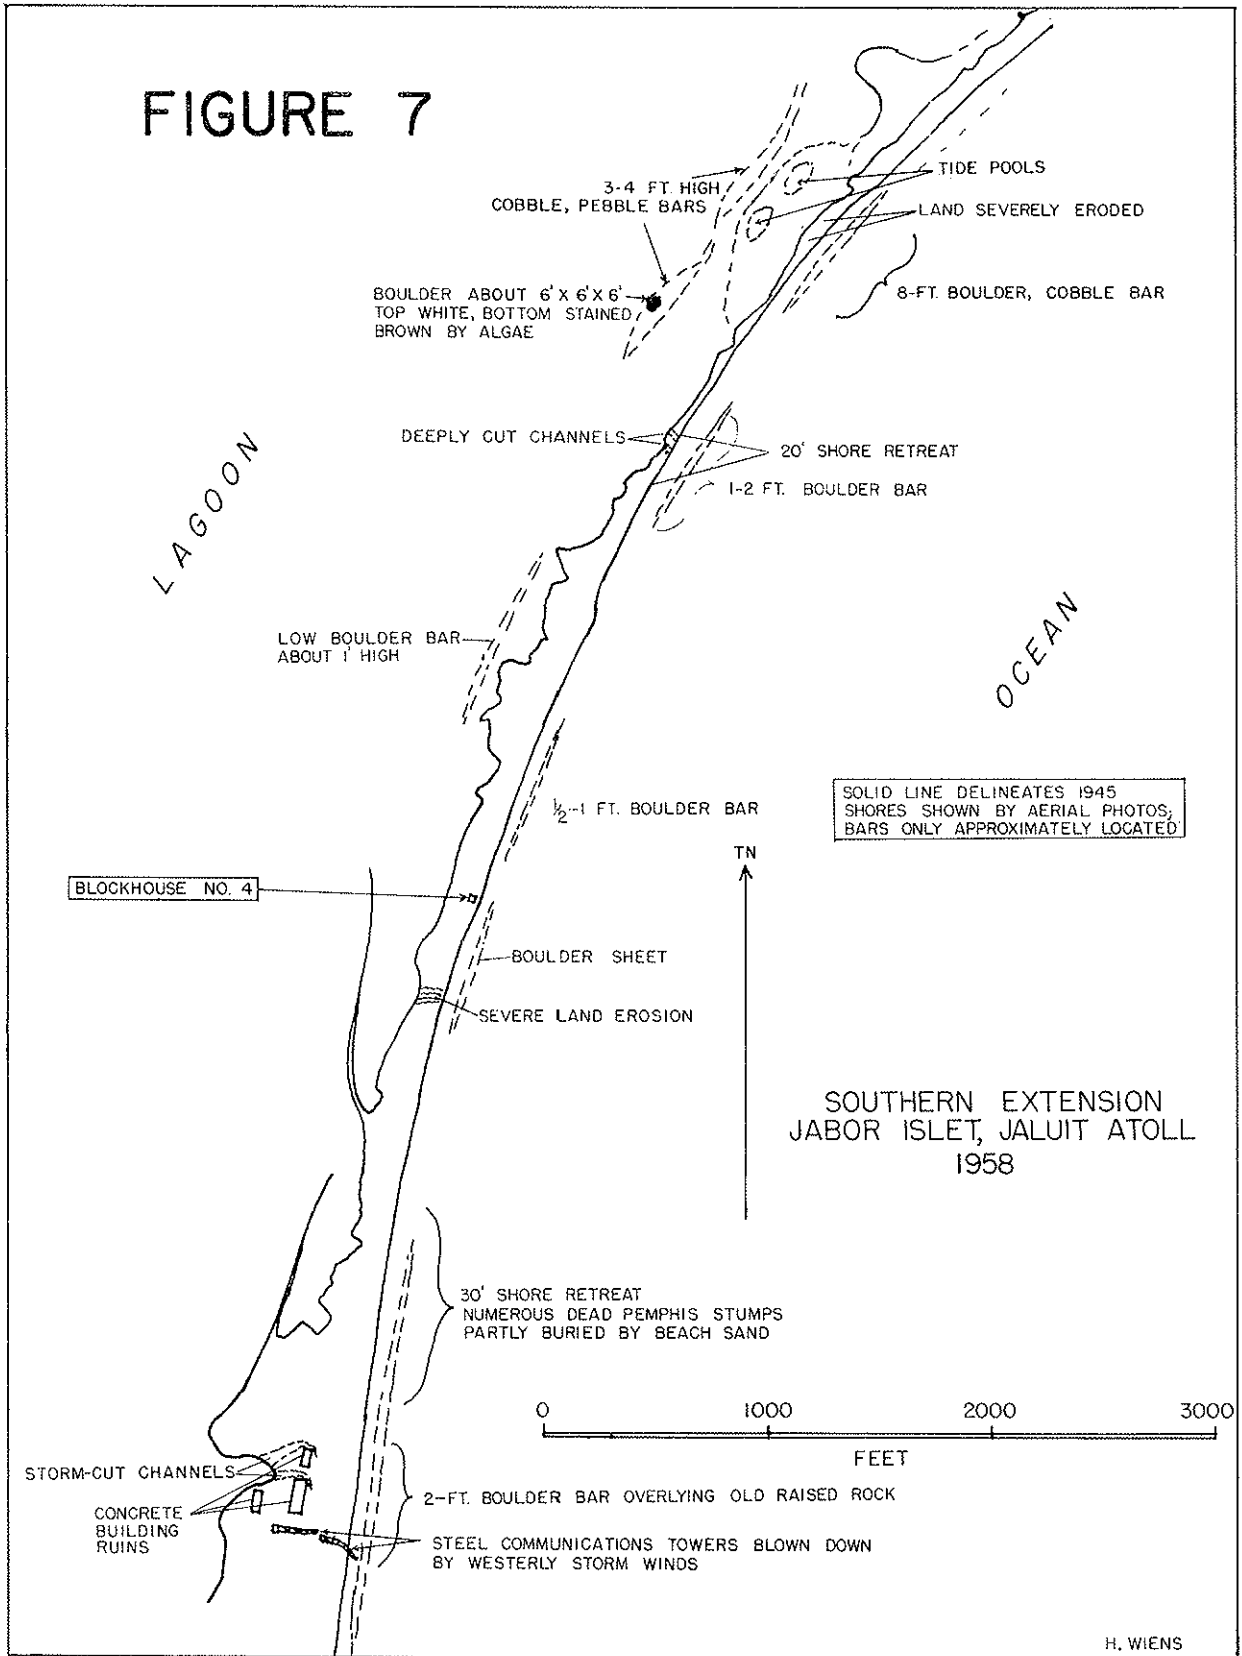 FIGURE 7
3-4 FT. HIGH
COBBLE, PEBBLE BARS
TIDE POOLS
LAND SEVERELY ERODED
BOULDER ABOUT 6' X 6' X 6'
TOP WHITE, BOTTOM STAINED
BROWN BY ALGAE
8-FT. BOULDER, COBBLE BAR
DEEPLY CUT CHANNELS
20' SHORE RETREAT
1-2 FT. BOULDER BAR
LAGOON
LOW BOULDER BAR
ABOUT 1' HIGH
OCEAN
½-1 FT. BOULDER BAR
SOLID LINE DELINEATES 1945
SHORES SHOWN BY AERIAL PHOTOS;
BARS ONLY APPROXIMATELY LOCATED
TN
BLOCKHOUSE NO. 4
BOULDER SHEET
SEVERE LAND EROSION
SOUTHERN EXTENSION
JABOR ISLET, JALUIT ATOLL
1958
30' SHORE RETREAT
NUMEROUS DEAD PEMPHIS STUMPS
PARTLY BURIED BY BEACH SAND
0 1000 2000 3000
FEET
STORM-CUT CHANNELS
CONCRETE
BUILDING
RUINS
2-FT. BOULDER BAR OVERLYING OLD RAISED ROCK
STEEL COMMUNICATIONS TOWERS BLOWN DOWN
BY WESTERLY STORM WINDS
H. WIENS